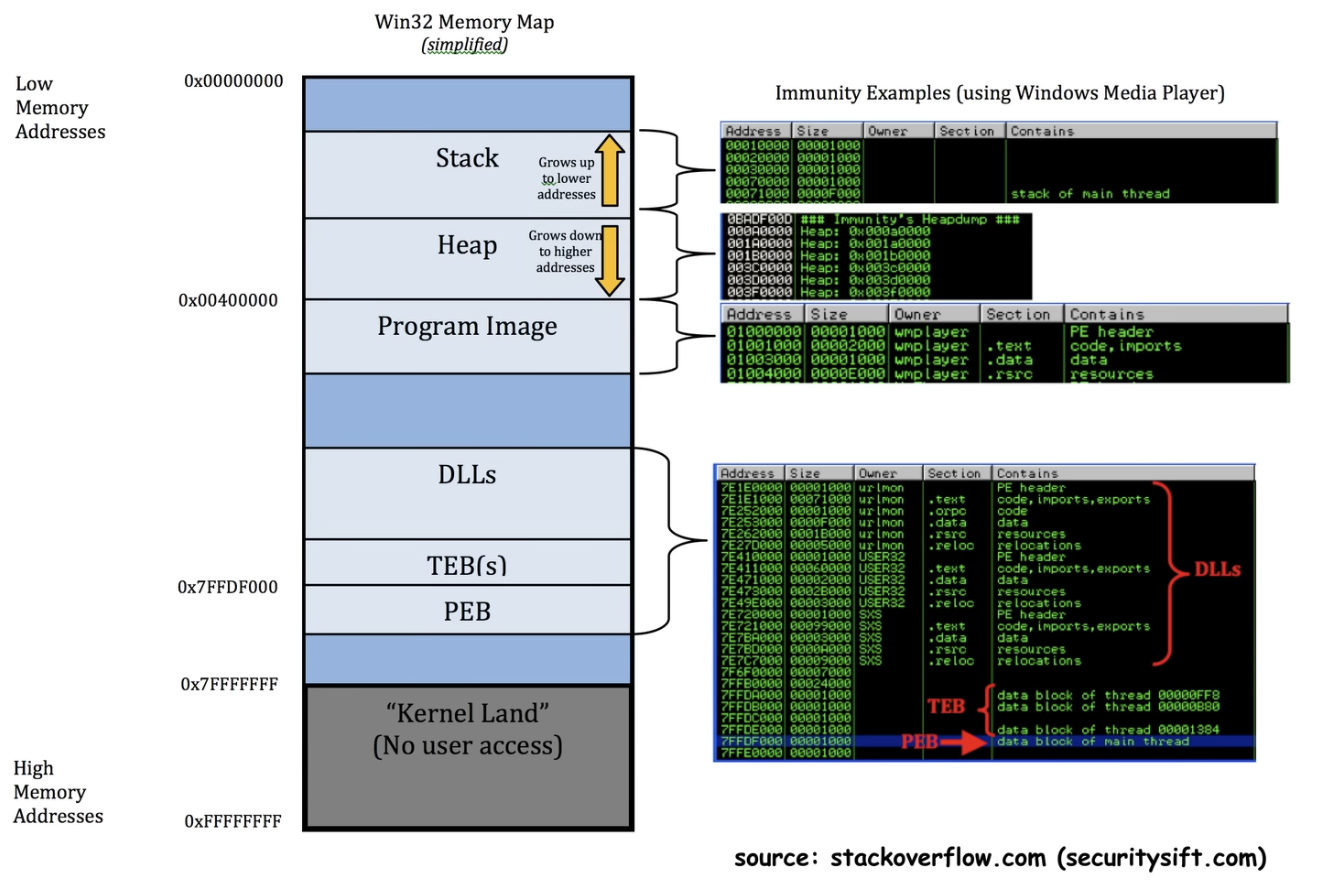 Win32 Memory Map
(simplified)
Low
Memory
Addresses
0x00000000
Stack
Grows up
to lower
addresses
Heap
Grows down
to higher
addresses
0x00400000
Program Image
DLLs
TEB(s)
0x7FFDF000
PEB
0x7FFFFFFF
“Kernel Land”
(No user access)
High
Memory
Addresses
0xFFFFFFFF
Immunity Examples (using Windows Media Player)
Address Size Owner Section Contains
00010000 00001000
00020000 00001000
00030000 00001000
00070000 00001000
00071000 0000F000 stack of main thread
0BADF00D ### Immunity's Heapdump ###
000A0000 Heap: 0x000a0000
001A0000 Heap: 0x001a0000
001B0000 Heap: 0x001b0000
003C0000 Heap: 0x003c0000
003D0000 Heap: 0x003d0000
003F0000 Heap: 0x003f0000
Address Size Owner Section Contains
01000000 00001000 wmplayer PE header
01001000 00002000 wmplayer .text code,imports
01003000 00001000 wmplayer .data data
01004000 0000E000 wmplayer .rsrc resources
Address Size Owner Section Contains
7E1E0000 00001000 urlmon PE header
7E1E1000 00071000 urlmon .text code,imports,exports
7E252000 00001000 urlmon .orpc code
7E253000 0000F000 urlmon .data data
7E262000 0001B000 urlmon .rsrc resources
7E27D000 00005000 urlmon .reloc relocations
7E410000 00001000 USER32 PE header
7E411000 00060000 USER32 .text code,imports,exports
7E471000 00002000 USER32 .data data
7E473000 0002B000 USER32 .rsrc resources
7E49E000 00003000 USER32 .reloc relocations
7E720000 00001000 SXS PE header
7E721000 00099000 SXS .text code,imports,exports
7E7BA000 00003000 SXS .data data
7E7BD000 0000A000 SXS .rsrc resources
7E7C7000 00009000 SXS .reloc relocations
7F6F0000 00007000
7FFB0000 00024000
7FFDA000 00001000 data block of thread 00000FF8
7FFDB000 00001000 data block of thread 00000B80
7FFDC000 00001000
7FFDE000 00001000 data block of thread 00001384
7FFDF000 00001000 data block of main thread
7FFE0000 00001000
DLLs
TEB
PEB
source: stackoverflow.com (securitysift.com)